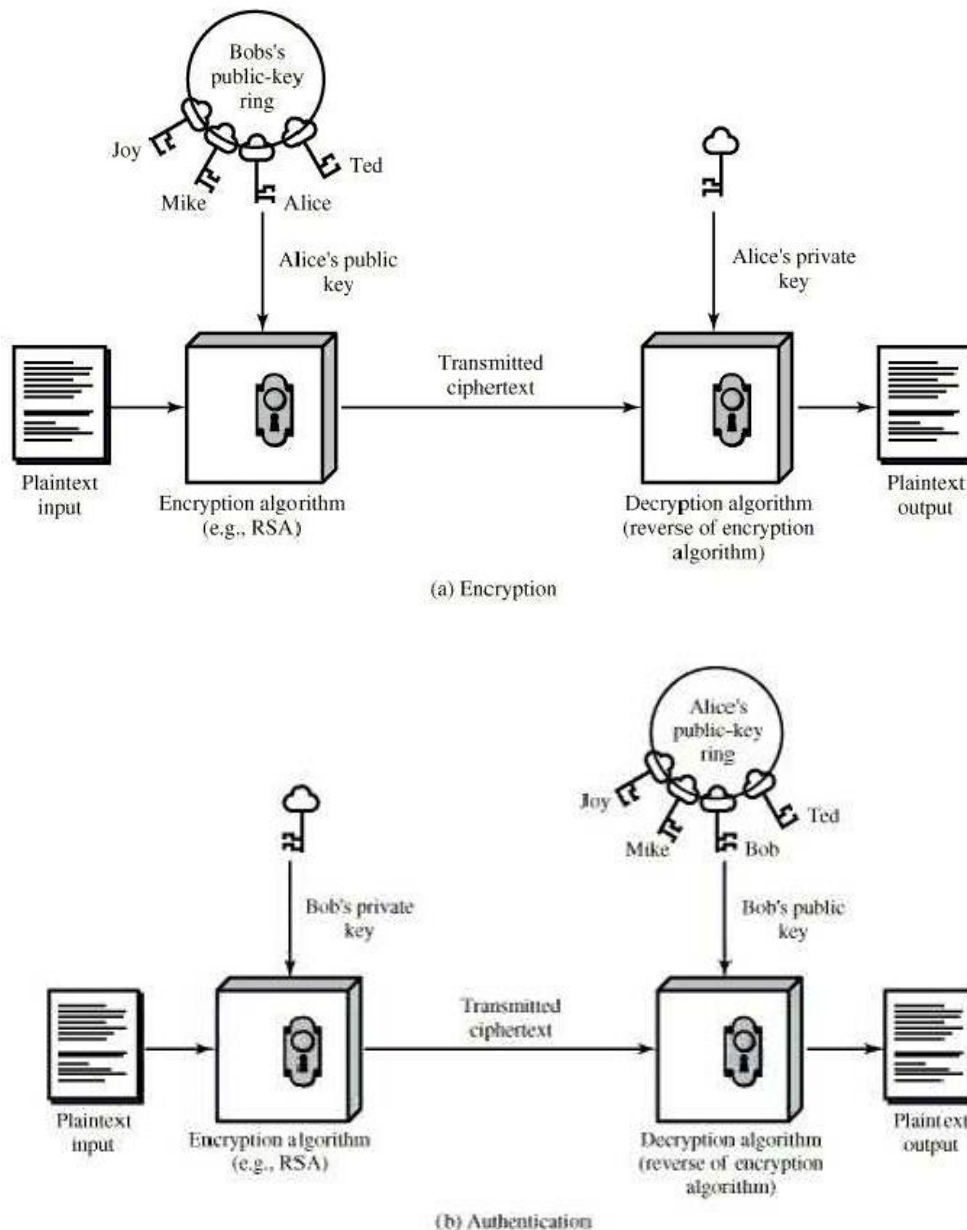 Bobs's
public-key
ring
Joy
Ted
Mike
Alice
Alice's public
key
Alice's private
key
Transmitted
ciphertext
Plaintext
input
Encryption algorithm
(e.g., RSA)
Decryption algorithm
(reverse of encryption
algorithm)
Plaintext
output
(a) Encryption
Alice's
public-key
ring
Joy
Ted
Mike
Bob
Bob's private
key
Bob's public
key
Transmitted
ciphertext
Plaintext
input
Encryption algorithm
(e.g., RSA)
Decryption algorithm
(reverse of encryption
algorithm)
Plaintext
output
(b) Authentication